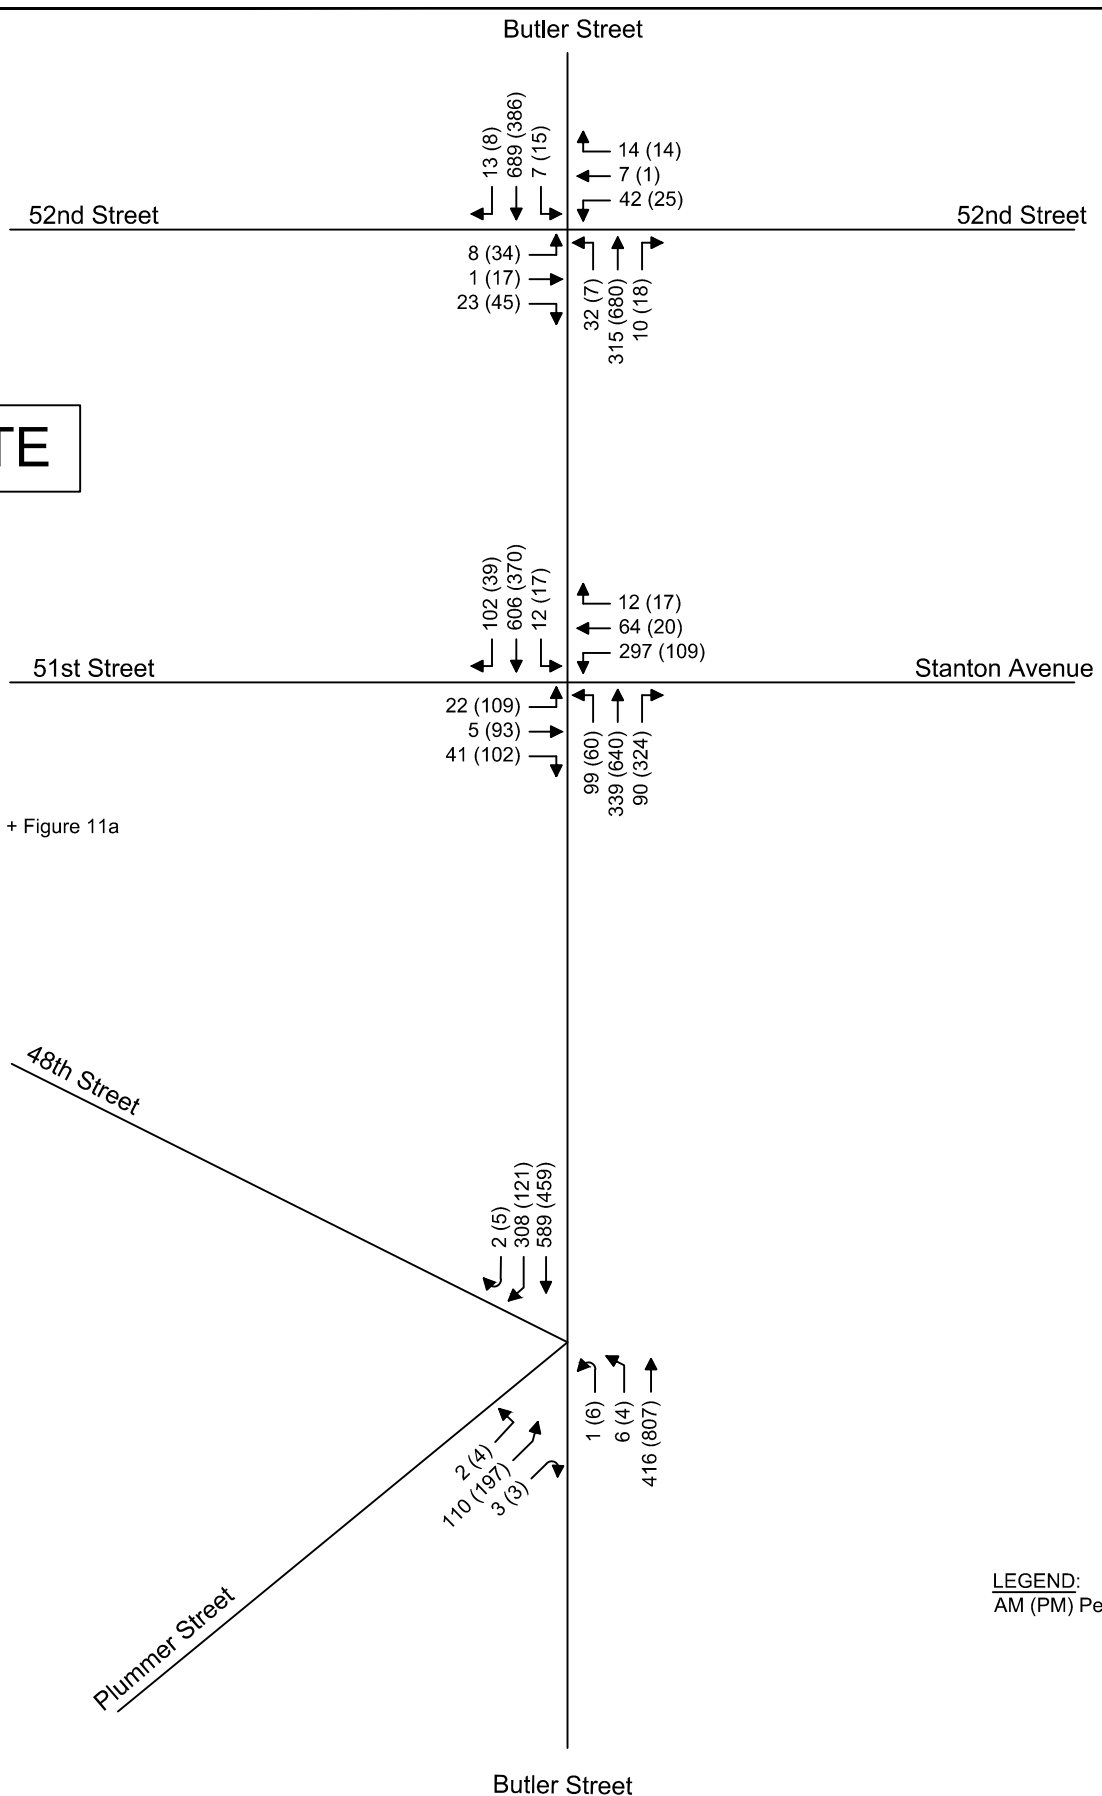 Butler Street
13 (8)
689 (386)
7 (15)
14 (14)
7 (1)
42 (25)
52nd Street
52nd Street
8 (34)
1 (17)
23 (45)
32 (7)
315 (680)
10 (18)
TE
102 (39)
606 (370)
12 (17)
12 (17)
64 (20)
297 (109)
51st Street
Stanton Avenue
22 (109)
5 (93)
41 (102)
99 (60)
339 (640)
90 (324)
+ Figure 11a
48th Street
2 (5)
308 (121)
589 (459)
1 (6)
6 (4)
416 (807)
2 (4)
110 (197)
3 (3)
Plummer Street
LEGEND:
AM (PM) Pe
Butler Street